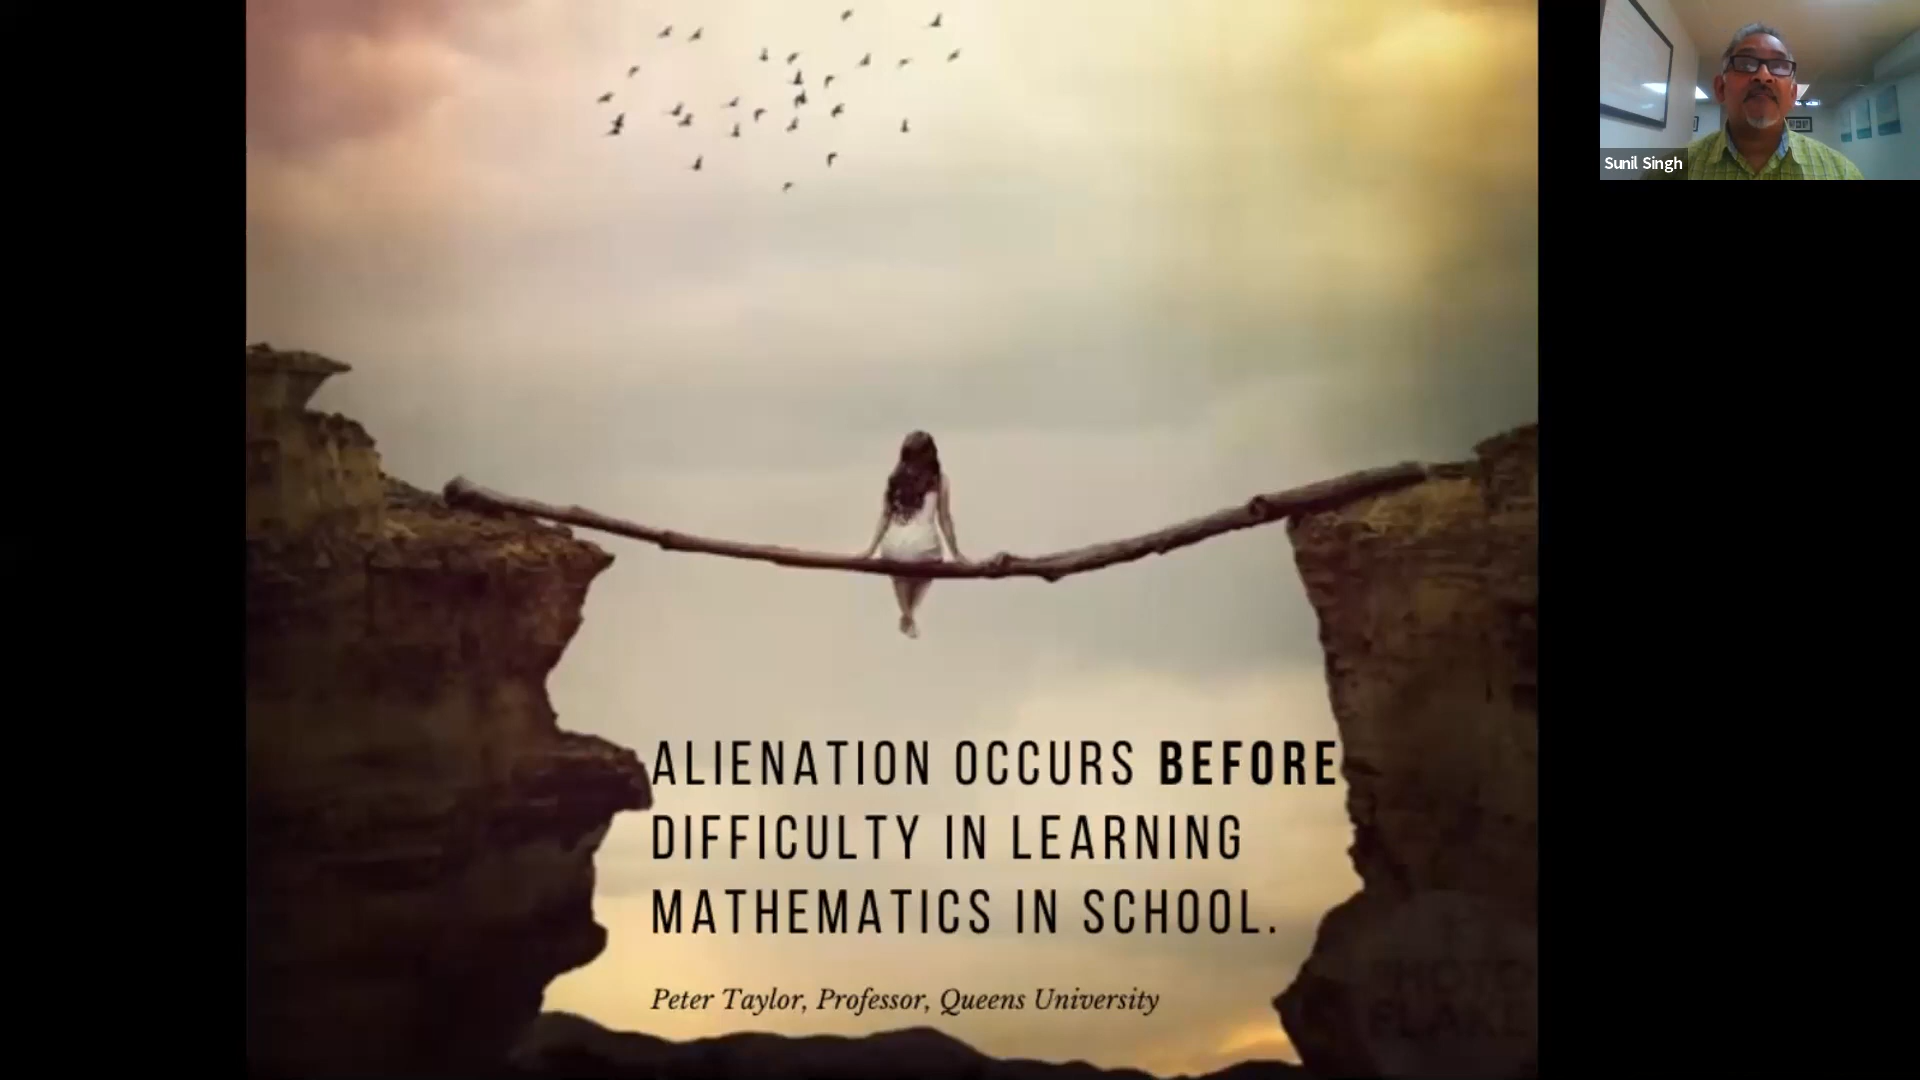 Sunil Singh
ALIENATION OCCURS BEFORE
DIFFICULTY IN LEARNING
MATHEMATICS IN SCHOOL.
Peter Taylor, Professor, Queens University